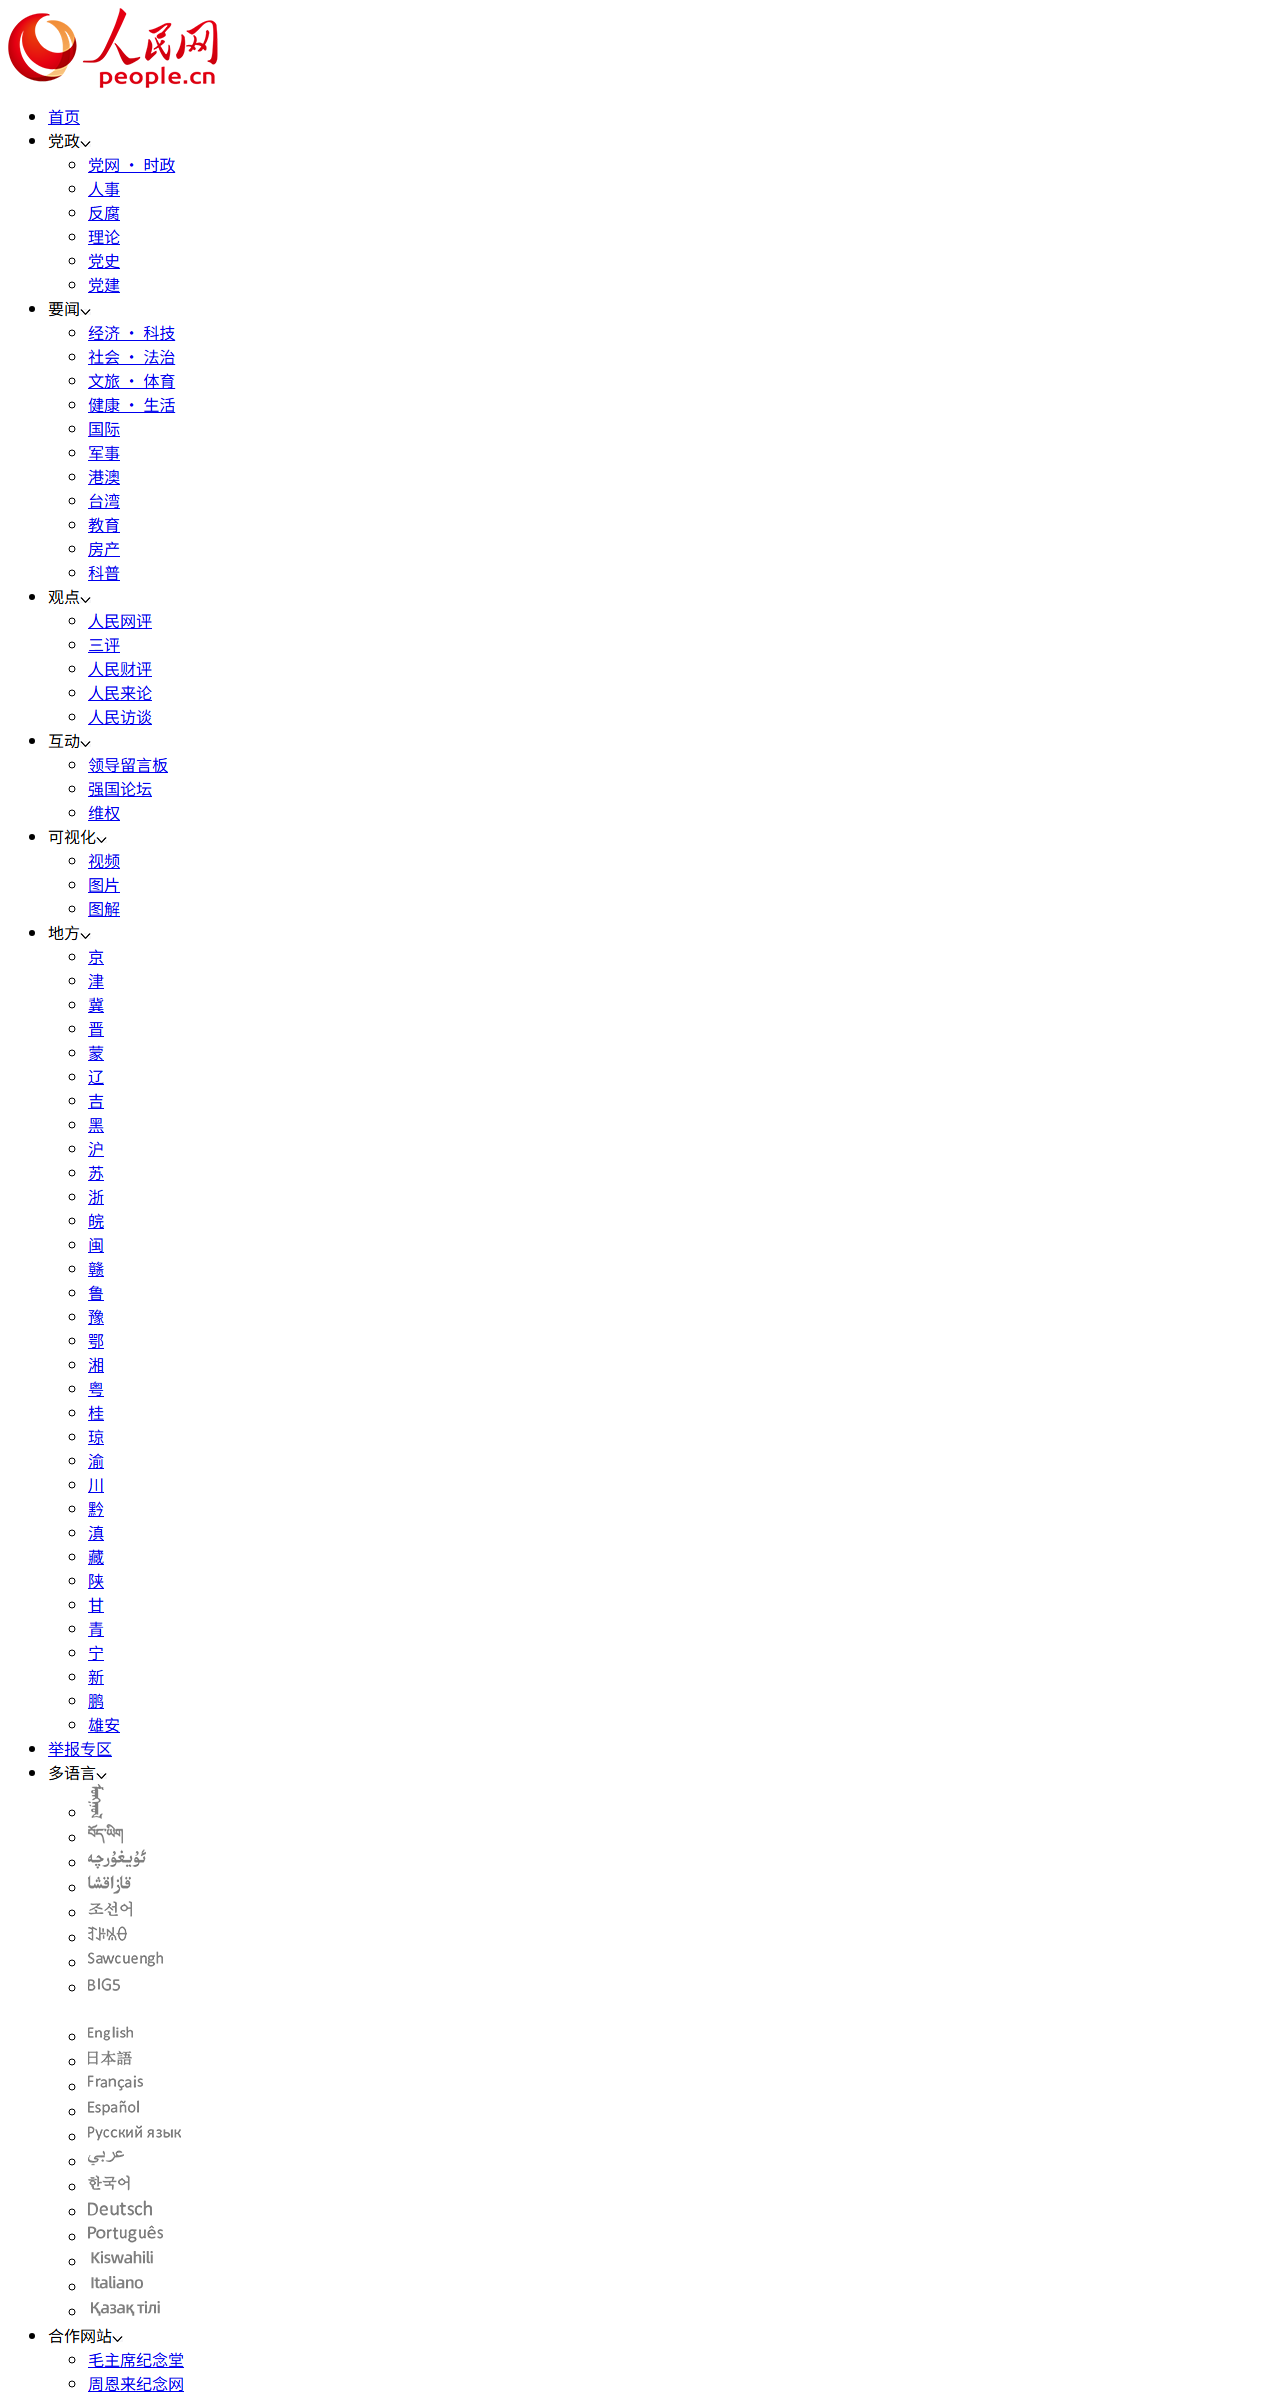 人民网
people.cn
首页
党政
党网 · 时政
人事
反腐
理论
党史
党建
要闻
经济 · 科技
社会 · 法治
文旅 · 体育
健康 · 生活
国际
军事
港澳
台湾
教育
房产
科普
观点
人民网评
三评
人民财评
人民来论
人民访谈
互动
领导留言板
强国论坛
维权
可视化
视频
图片
图解
地方
京
津
冀
晋
蒙
辽
吉
黑
沪
苏
浙
皖
闽
赣
鲁
豫
鄂
湘
粤
桂
琼
渝
川
黔
滇
藏
陕
甘
青
宁
新
鹏
雄安
举报专区
多语言
བོད་ཡིག
ئۇيغۇرچە
قازاقشا
조선어
Sawcuengh
BIG5
English
日本語
Français
Español
Русский язык
عربي
한국어
Deutsch
Português
Kiswahili
Italiano
Қазақ тілі
合作网站
毛主席纪念堂
周恩来纪念网